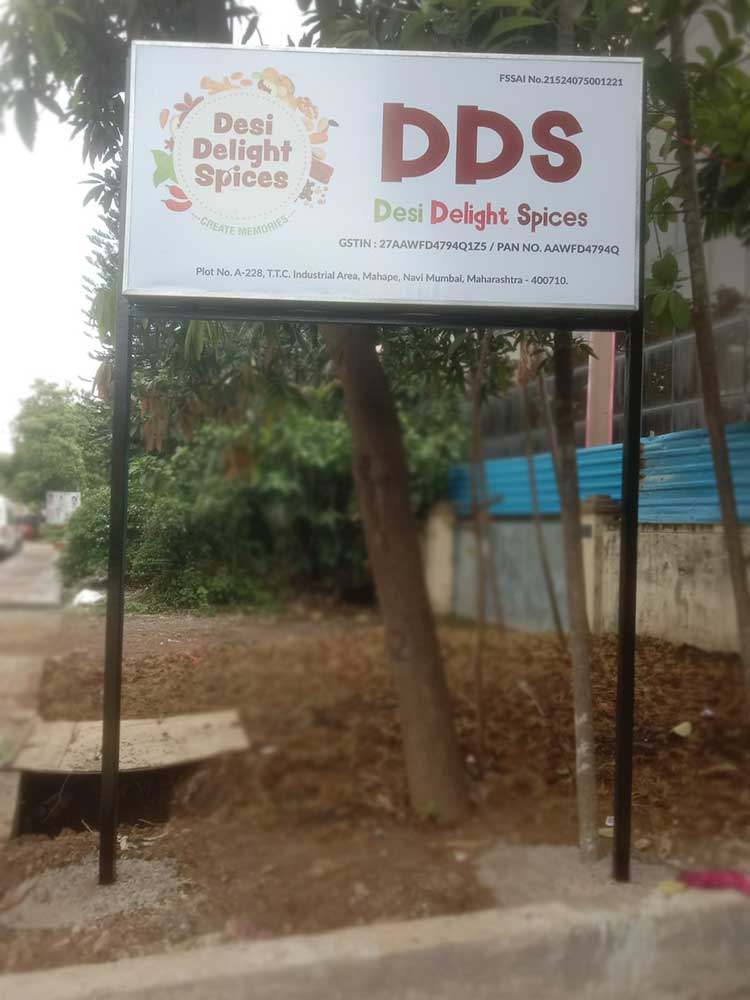 FSSAI No.21524075001221
Desi
Delight
Spices
CREATE MEMORIES
DDS
Desi Delight Spices
GSTIN : 27AAWFD4794Q1Z5 / PAN NO. AAWFD4794Q
Plot No. A-228, T.T.C. Industrial Area, Mahape, Navi Mumbai, Maharashtra - 400710.